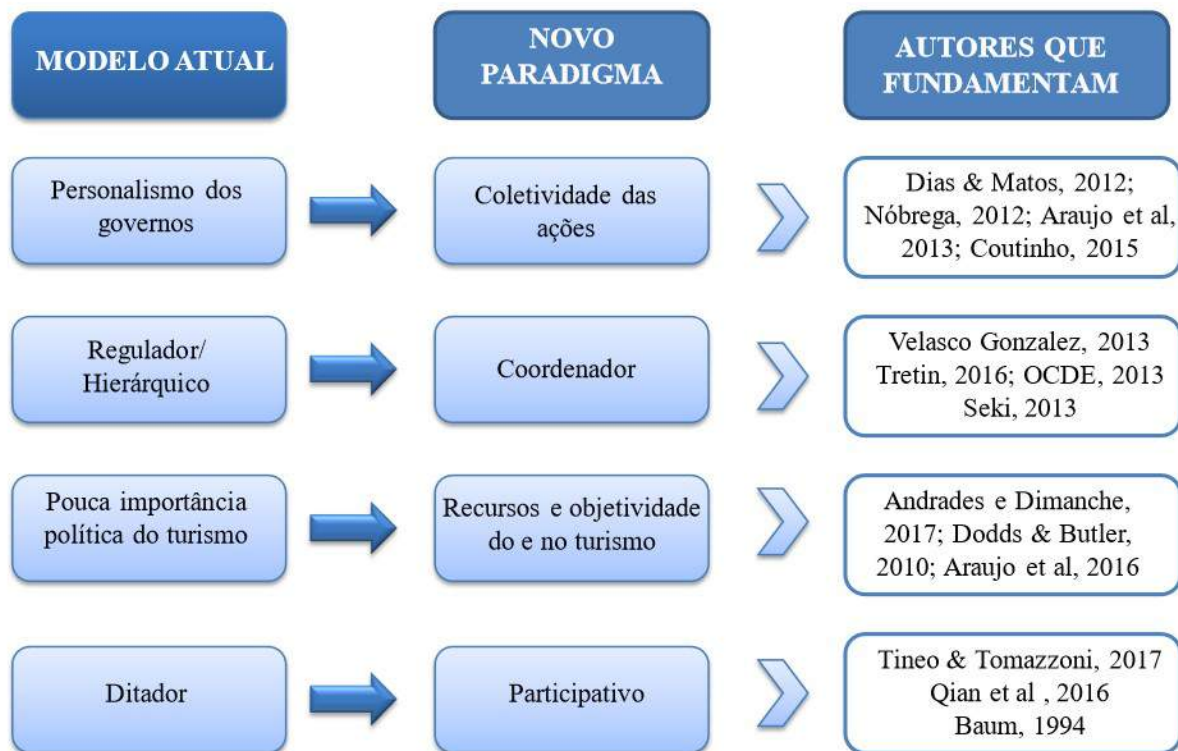 MODELO ATUAL
NOVO
PARADIGMA
AUTORES QUE
FUNDAMENTAM
Personalismo dos
governos
Coletividade das
ações
Dias & Matos, 2012;
Nóbrega, 2012; Araujo et al,
2013; Coutinho, 2015
Regulador/
Hierárquico
Coordenador
Velasco Gonzalez, 2013
Tretin, 2016; OCDE, 2013
Seki, 2013
Pouca importância
política do turismo
Recursos e objetividade
do e no turismo
Andrades e Dimanche,
2017; Dodds & Butler,
2010; Araujo et al, 2016
Ditador
Participativo
Tineo & Tomazzoni, 2017
Qian et al , 2016
Baum, 1994